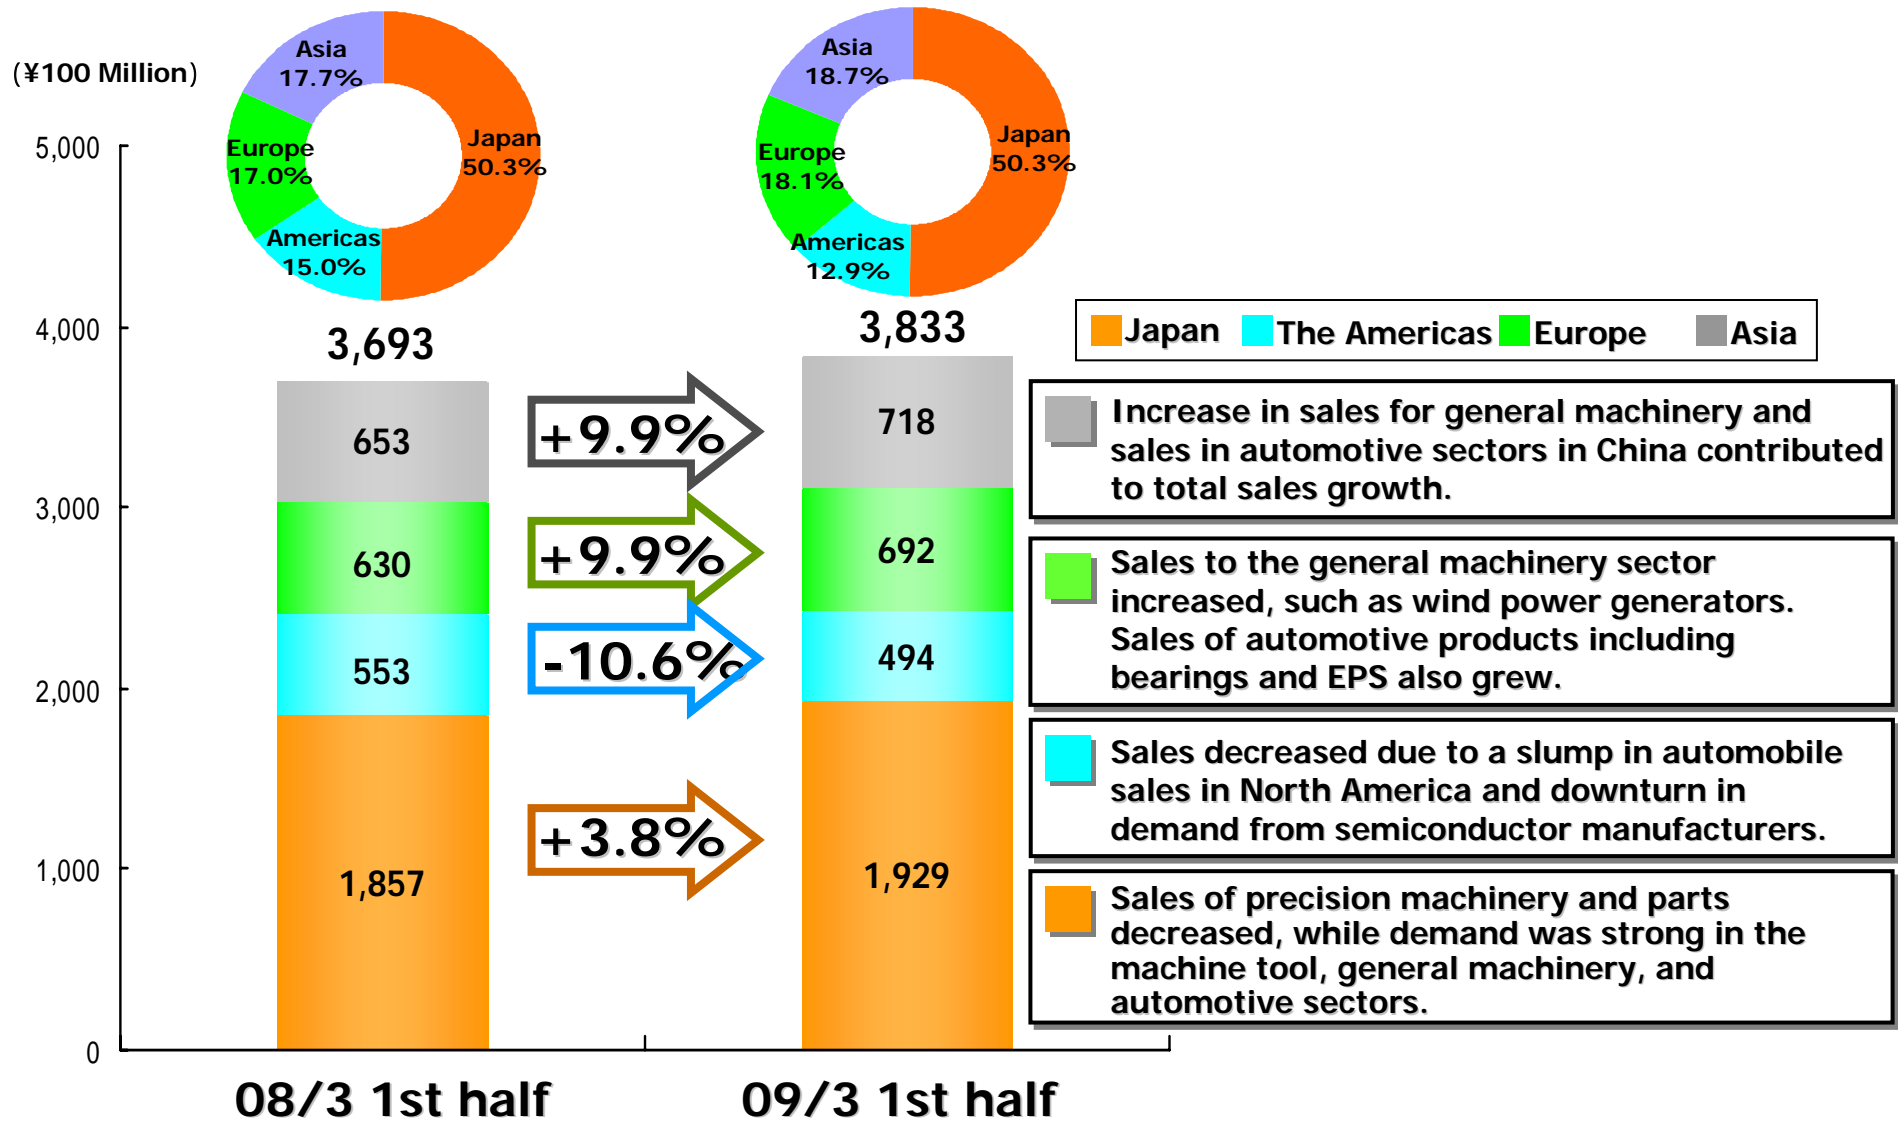 (¥100 Million)
Asia
17.7%
Japan
50.3%
Europe
17.0%
Americas
15.0%
Asia
18.7%
Japan
50.3%
Europe
18.1%
Americas
12.9%
5,000
4,000
3,000
2,000
1,000
0
3,693
653
630
553
1,857
+9.9%
+9.9%
-10.6%
+3.8%
3,833
718
692
494
1,929
08/3 1st half
09/3 1st half
Japan The Americas Europe Asia
Increase in sales for general machinery and
sales in automotive sectors in China contributed
to total sales growth.
Sales to the general machinery sector
increased, such as wind power generators.
Sales of automotive products including
bearings and EPS also grew.
Sales decreased due to a slump in automobile
sales in North America and downturn in
demand from semiconductor manufacturers.
Sales of precision machinery and parts
decreased, while demand was strong in the
machine tool, general machinery, and
automotive sectors.